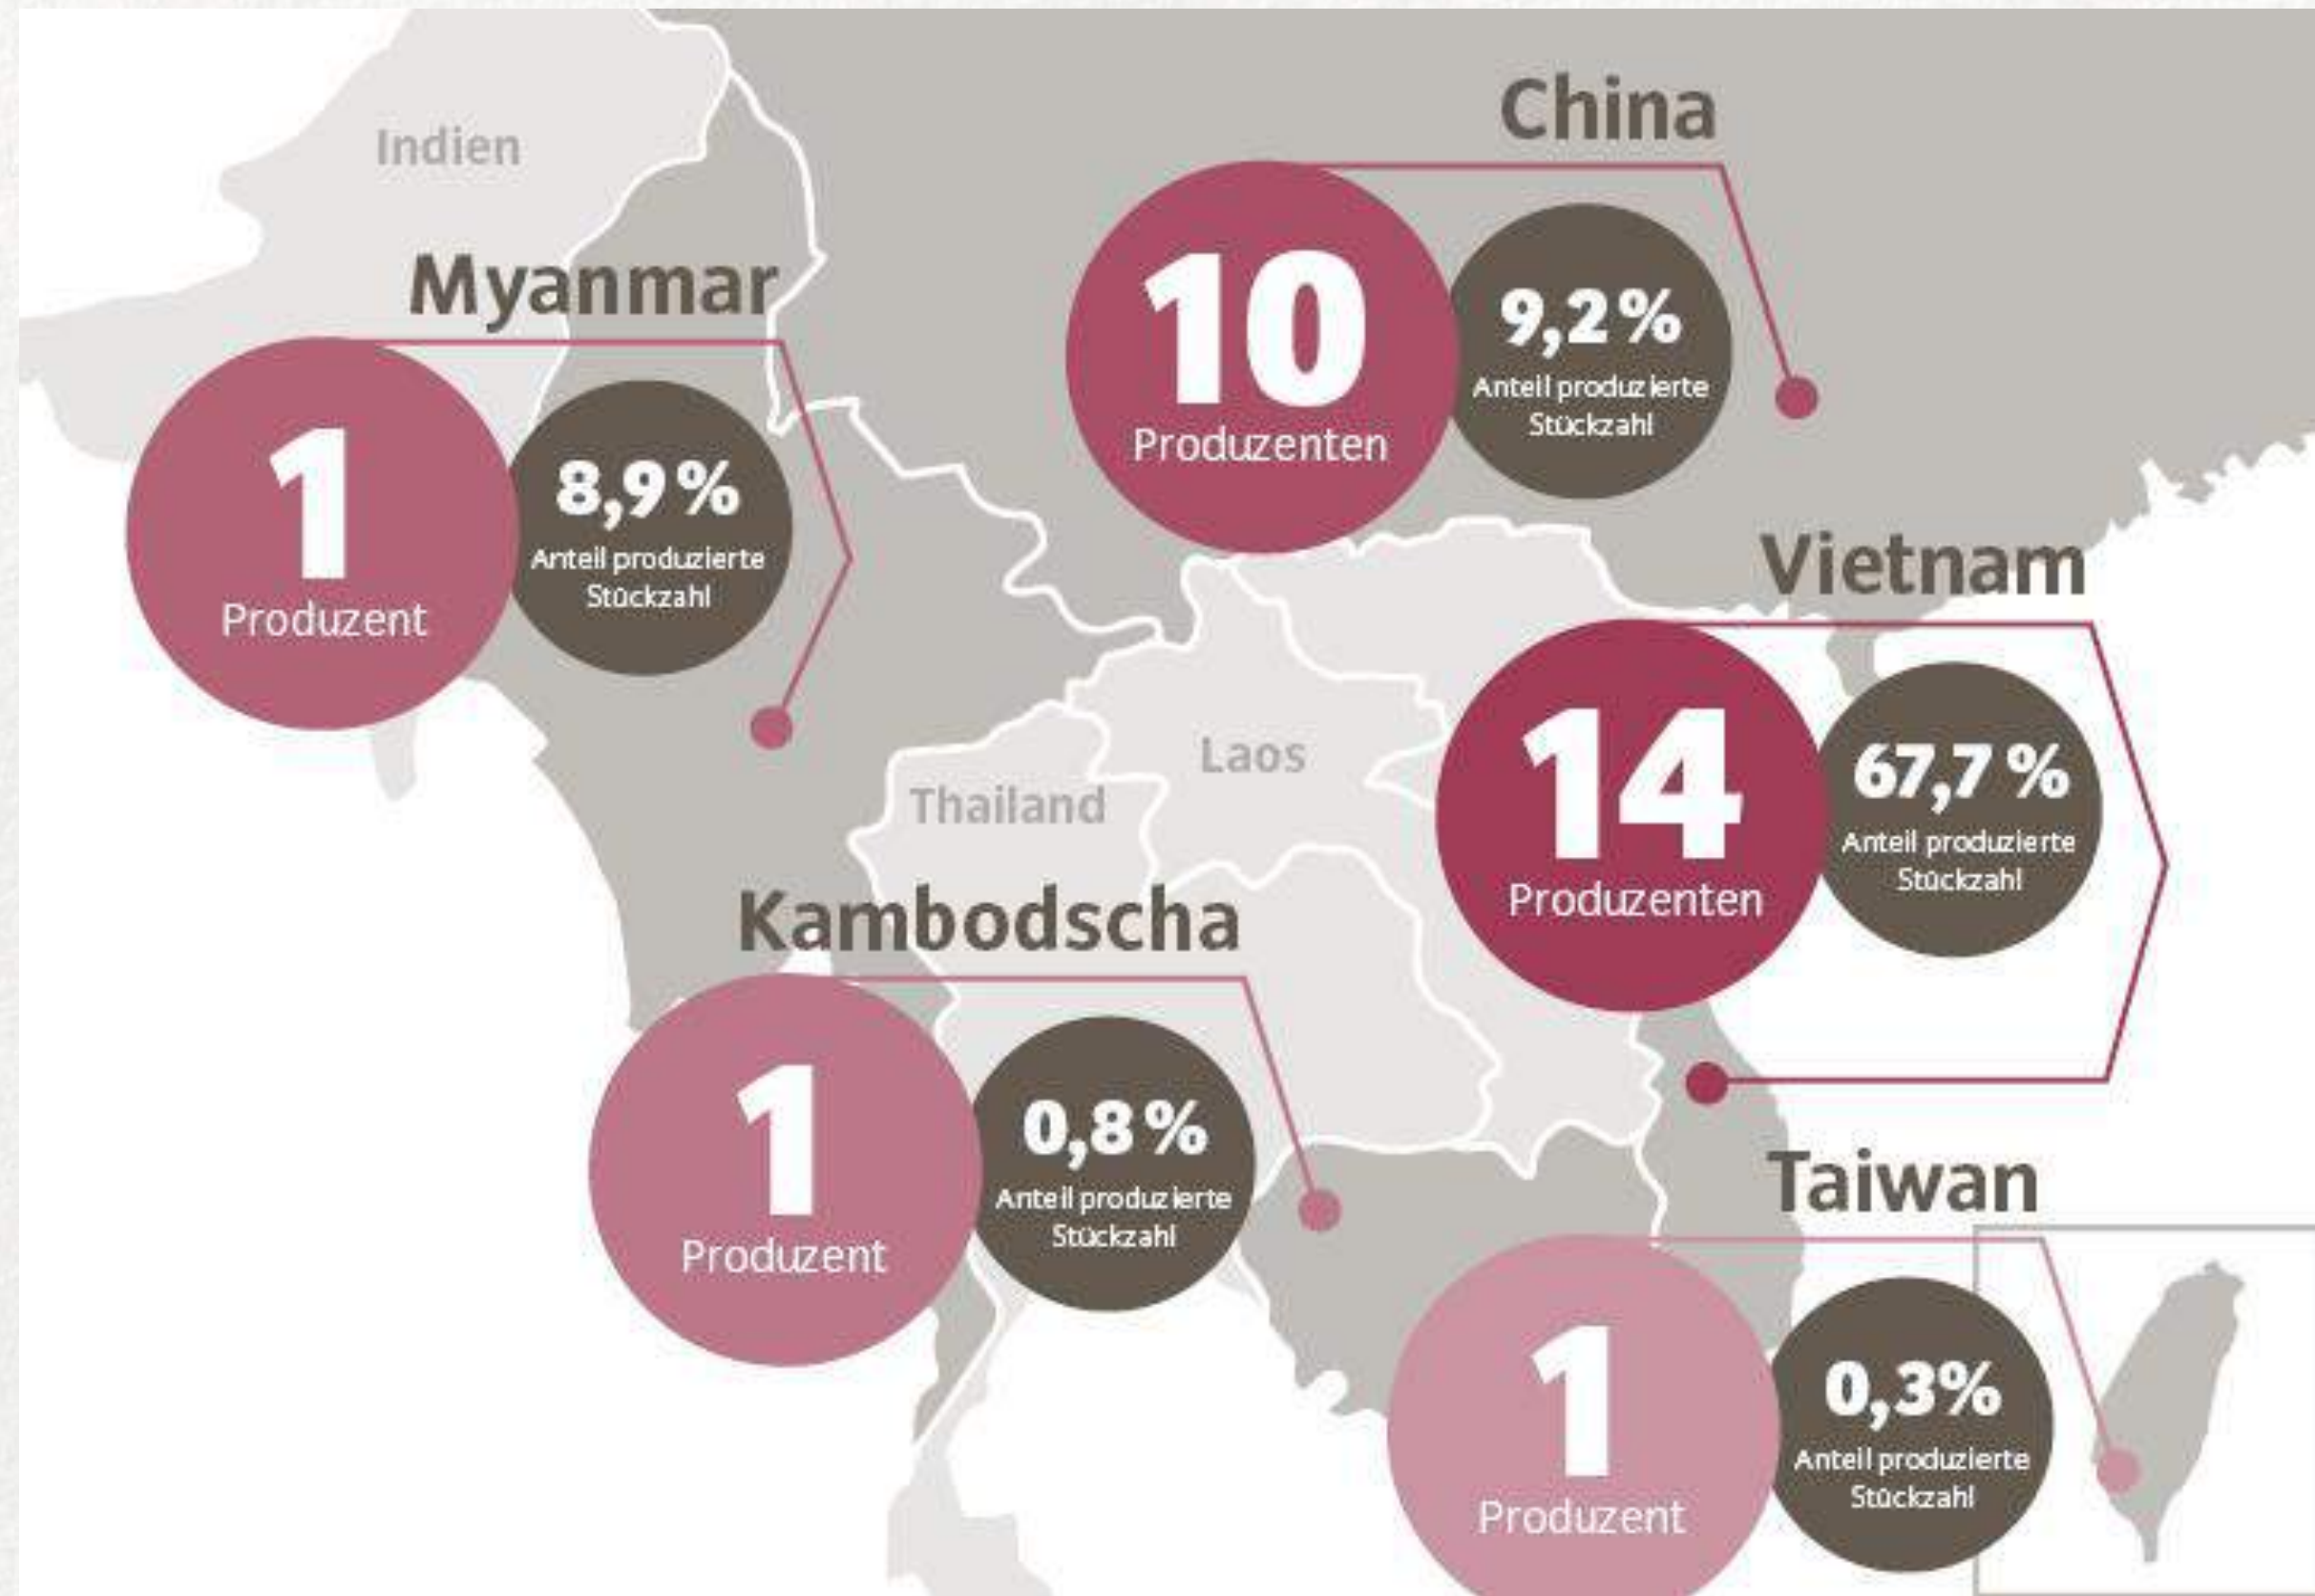 Indien
China
10
Produzenten
9,2%
Anteil produzierte
Stückzahl
Myanmar
1
Produzent
8,9%
Anteil produzierte
Stückzahl
Vietnam
14
Produzenten
67,7%
Anteil produzierte
Stückzahl
Laos
Thailand
Kambodscha
1
Produzent
0,8%
Anteil produzierte
Stückzahl
Taiwan
1
Produzent
0,3%
Anteil produzierte
Stückzahl